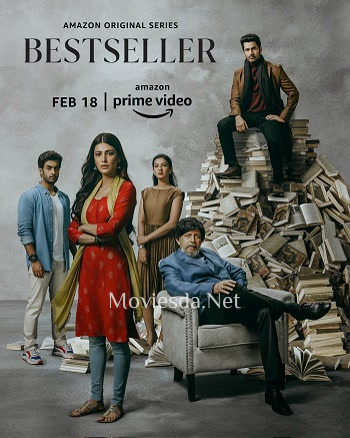 AMAZON ORIGINAL SERIES
BESTSELLER
FEB 18 | amazon prime video
Moviesda.Net